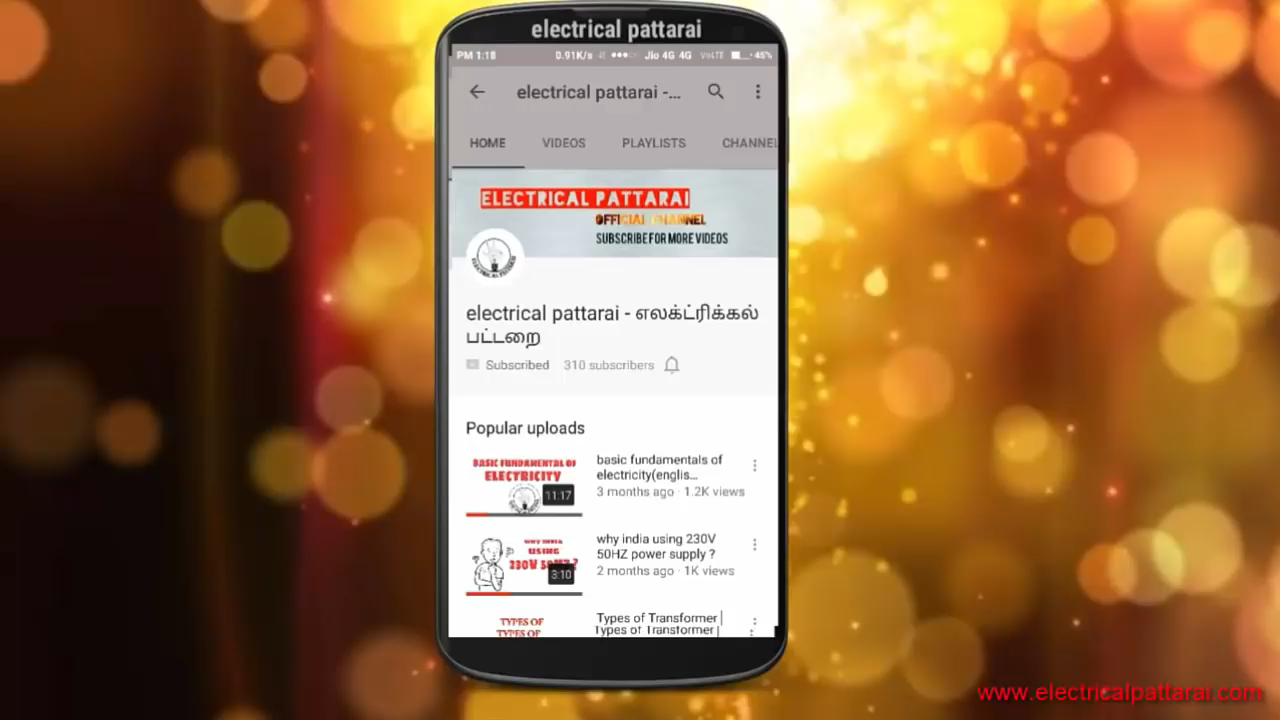 electrical pattarai
PM 1:18 0.91K/s Jio 4G 4G VoLTE 45%
electrical pattarai -...
HOME VIDEOS PLAYLISTS CHANNEL
ELECTRICAL PATTARAI
OFFICIAL CHANNEL
SUBSCRIBE FOR MORE VIDEOS
electrical pattarai - எலக்ட்ரிக்கல்
பட்டறை
Subscribed 310 subscribers
Popular uploads
BASIC FUNDAMENTAL OF
ELECTRICITY
11:17
basic fundamentals of
electricity(englis...
3 months ago · 1.2K views
WHY INDIA
USING
230V 50HZ ?
3:10
why india using 230V
50HZ power supply ?
2 months ago · 1K views
TYPES OF
TYPES OF
Types of Transformer |
Types of Transformer |
www.electricalpattarai.com